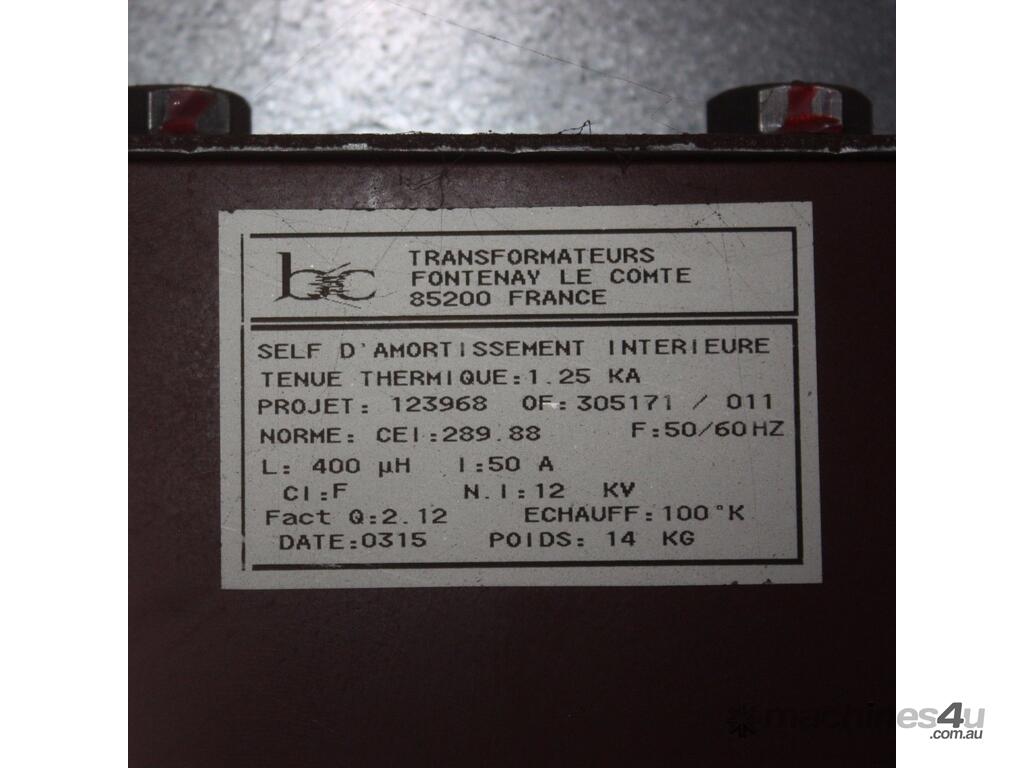 bc
TRANSFORMATEURS
FONTENAY LE COMTE
85200 FRANCE
SELF D'AMORTISSEMENT INTERIEURE
TENUE THERMIQUE:1.25 KA
PROJET: 123968 OF:305171 / 011
NORME: CEI:289.88 F:50/60HZ
L: 400 µH I:50 A
CI:F N.I:12 KV
Fact Q:2.12 ECHAUFF:100°K
DATE:0315 POIDS: 14 KG
machines4u
.com.au